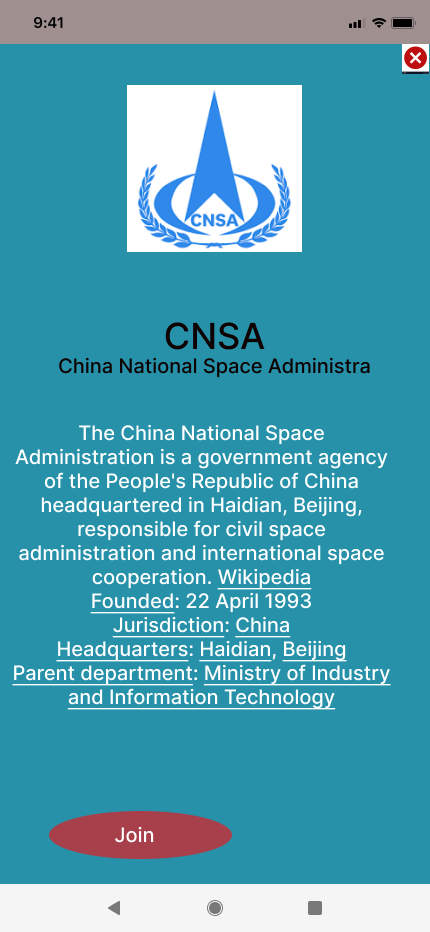 9:41
CNSA
CNSA
China National Space Administra
The China National Space
Administration is a government agency
of the People's Republic of China
headquartered in Haidian, Beijing,
responsible for civil space
administration and international space
cooperation. Wikipedia
Founded: 22 April 1993
Jurisdiction: China
Headquarters: Haidian, Beijing
Parent department: Ministry of Industry
and Information Technology
Join